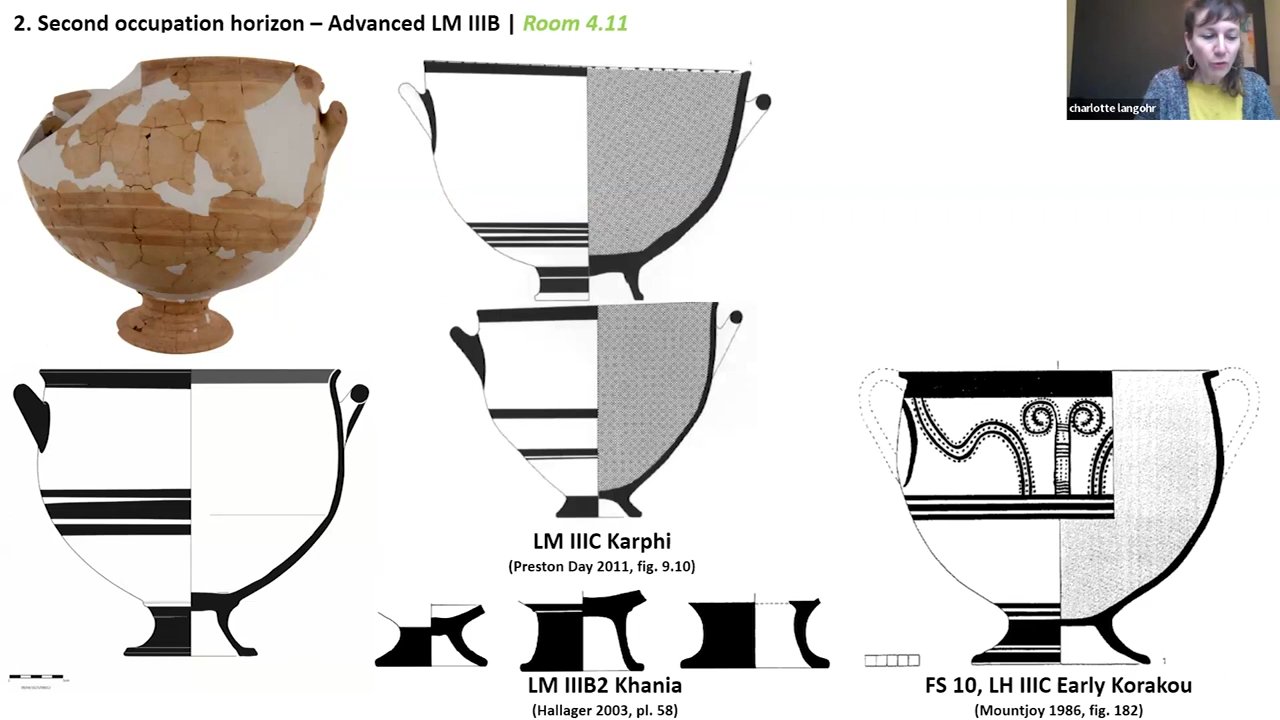 2. Second occupation horizon – Advanced LM IIIB | Room 4.11
charlotte langohr
LM IIIC Karphi
(Preston Day 2011, fig. 9.10)
LM IIIB2 Khania
(Hallager 2003, pl. 58)
FS 10, LH IIIC Early Korakou
(Mountjoy 1986, fig. 182)